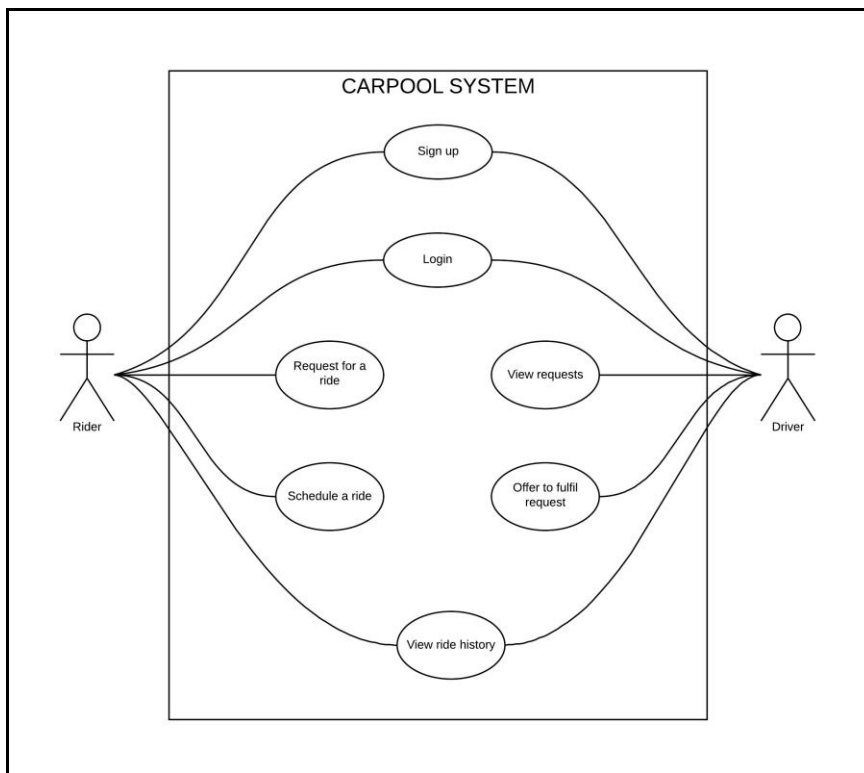 CARPOOL SYSTEM
Sign up
Login
Request for a
ride
View requests
Rider
Driver
Schedule a ride
Offer to fulfil
request
View ride history